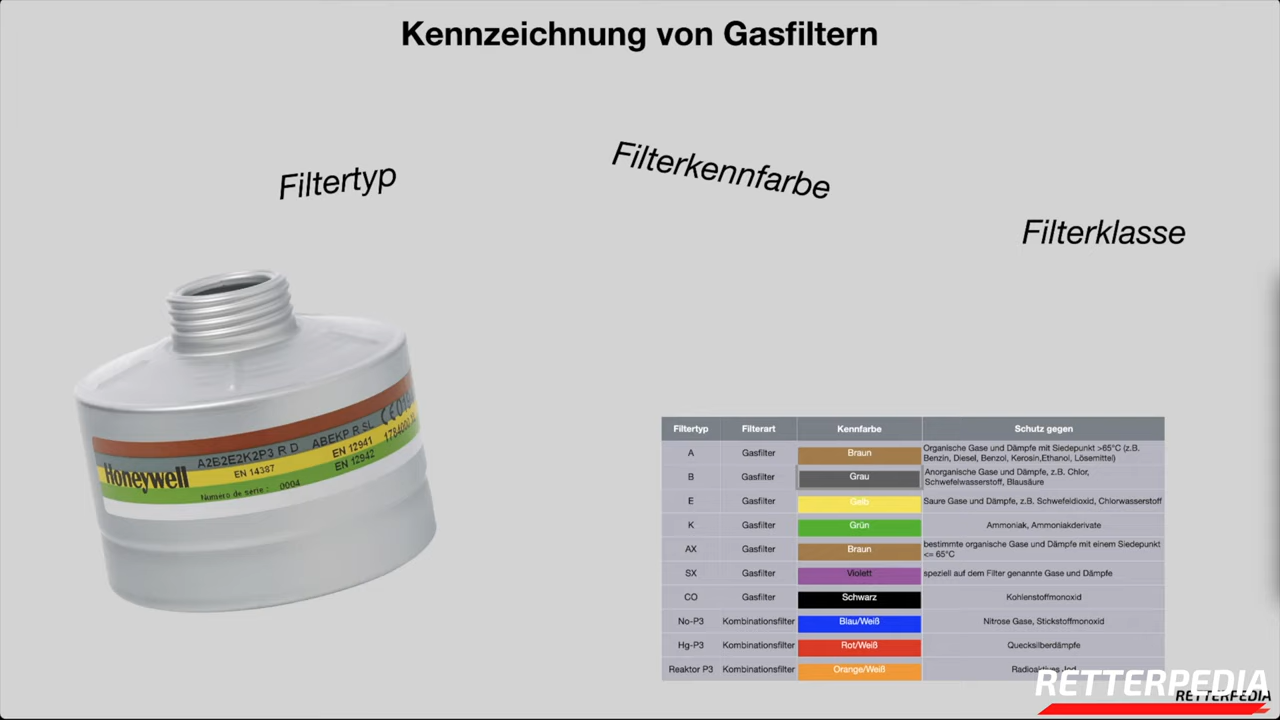 Kennzeichnung von Gasfiltern
Filtertyp
Filterkennfarbe
Filterklasse
Honeywell
A2B2E2K2P3 R D ABEKP R SL
EN 14387 EN 12941
EN 12942
Numero de serie : 0004
Filtertyp Filterart Kennfarbe Schutz gegen
A Gasfilter Braun Organische Gase und Dämpfe mit Siedepunkt >65°C (z.B.
Benzin, Diesel, Benzol, Kerosin,Ethanol, Lösemittel)
B Gasfilter Grau Anorganische Gase und Dämpfe, z.B. Chlor,
Schwefelwasserstoff, Blausäure
E Gasfilter Gelb Saure Gase und Dämpfe, z.B. Schwefeldioxid, Chlorwasserstoff
K Gasfilter Grün Ammoniak, Ammoniakderivate
AX Gasfilter Braun bestimmte organische Gase und Dämpfe mit einem Siedepunkt
<= 65°C
SX Gasfilter Violett speziell auf dem Filter genannte Gase und Dämpfe
CO Gasfilter Schwarz Kohlenstoffmonoxid
No-P3 Kombinationsfilter Blau/Weiß Nitrose Gase, Stickstoffmonoxid
Hg-P3 Kombinationsfilter Rot/Weiß Quecksilberdämpfe
Reaktor P3 Kombinationsfilter Orange/Weiß Radioaktives Jod
RETTERPEDIA
RETTERPEDIA